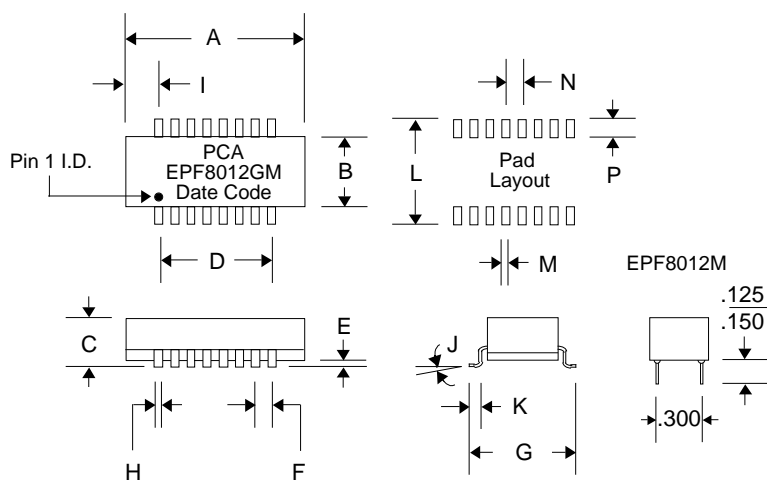 A
I
N
Pin 1 I.D.
PCA
EPF8012GM
Date Code
B
L
Pad
Layout
P
D
M
EPF8012M
.125
.150
C
E
J
K
.300
G
H
F